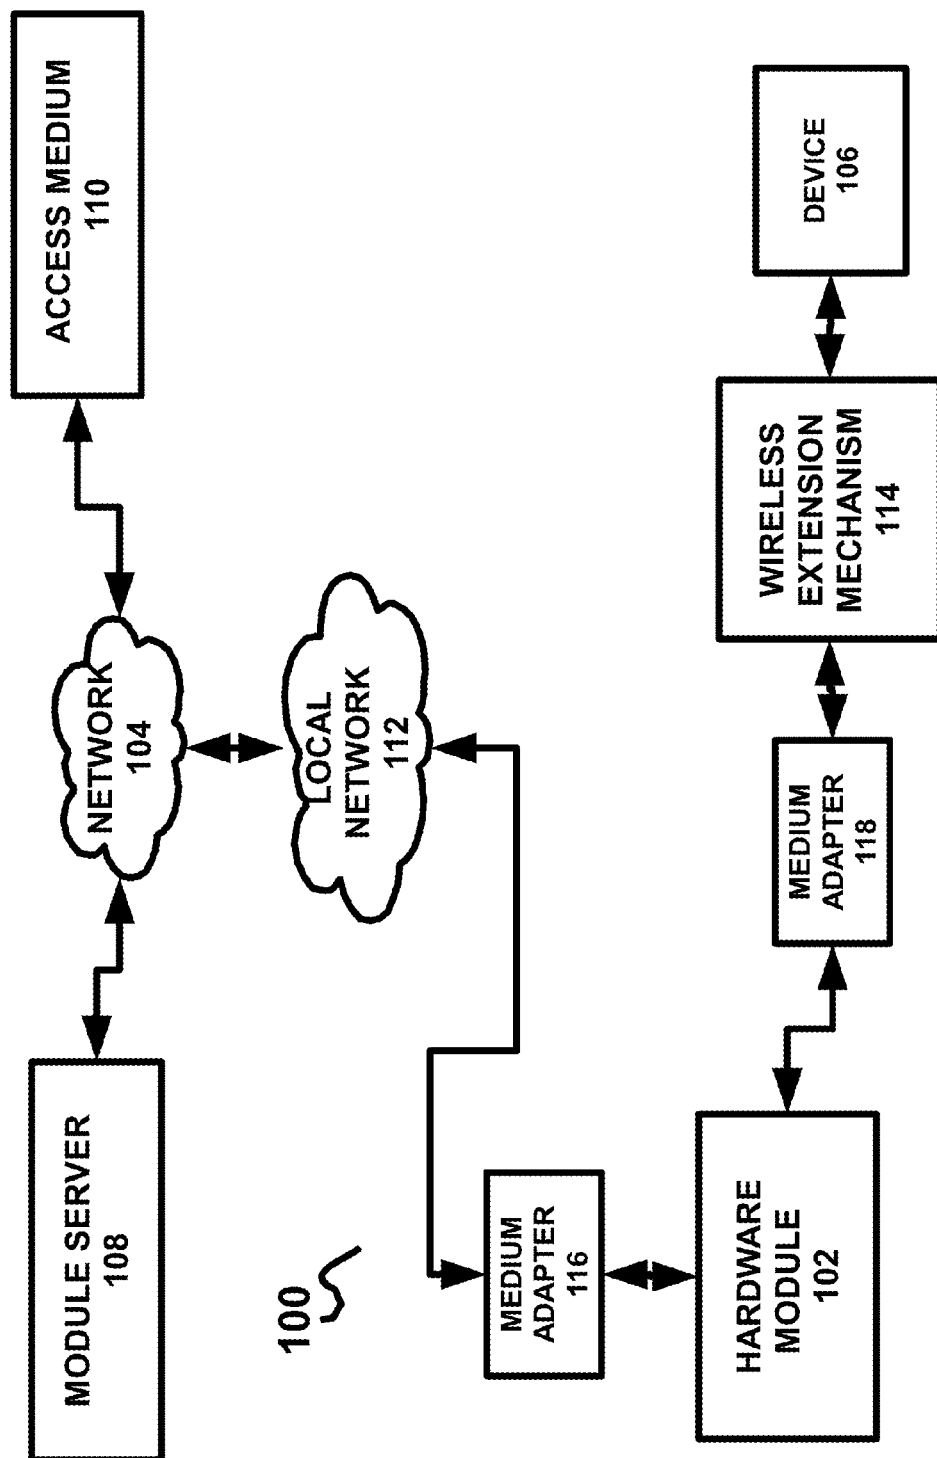 MODULE SERVER
108
NETWORK
104
ACCESS MEDIUM
110
LOCAL
NETWORK
112
100
MEDIUM
ADAPTER
116
HARDWARE
MODULE
102
MEDIUM
ADAPTER
118
WIRELESS
EXTENSION
MECHANISM
114
DEVICE
106